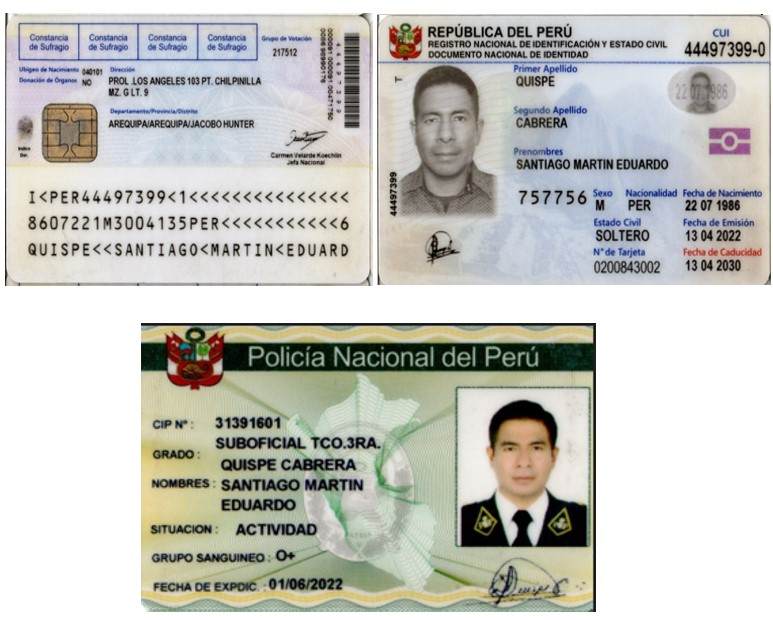 Constancia de Sufragio
Constancia de Sufragio
Constancia de Sufragio
Constancia de Sufragio
Grupo de Votación
217512
Ubigeo de Nacimiento 040101
Donación de Órganos NO
Dirección
PROL LOS ANGELES 103 PT. CHILPINILLA
MZ. G LT. 9
Departamento/Provincia/Distrito
AREQUIPA/AREQUIPA/JACOBO HUNTER
Indice Der.
Carmen Velarde Koechlin
Jefa Nacional
I<PER44497399<1<<<<<<<<<<<<<<<
8607221M3004135PER<<<<<<<<<<<6
QUISPE<<SANTIAGO<MARTIN<EDUARD
REPÚBLICA DEL PERÚ
REGISTRO NACIONAL DE IDENTIFICACIÓN Y ESTADO CIVIL
DOCUMENTO NACIONAL DE IDENTIDAD
CUI
44497399-0
T
44497399
Primer Apellido
QUISPE
22 07 1986
Segundo Apellido
CABRERA
Prenombres
SANTIAGO MARTIN EDUARDO
757756
Sexo
M
Nacionalidad
PER
Fecha de Nacimiento
22 07 1986
Estado Civil
SOLTERO
Fecha de Emisión
13 04 2022
N° de Tarjeta
0200843002
Fecha de Caducidad
13 04 2030
Policía Nacional del Perú
CIP Nº : 31391601
GRADO: SUBOFICIAL TCO.3RA.
QUISPE CABRERA
NOMBRES : SANTIAGO MARTIN
EDUARDO
SITUACION : ACTIVIDAD
GRUPO SANGUINEO : O+
FECHA DE EXPDIC. : 01/06/2022